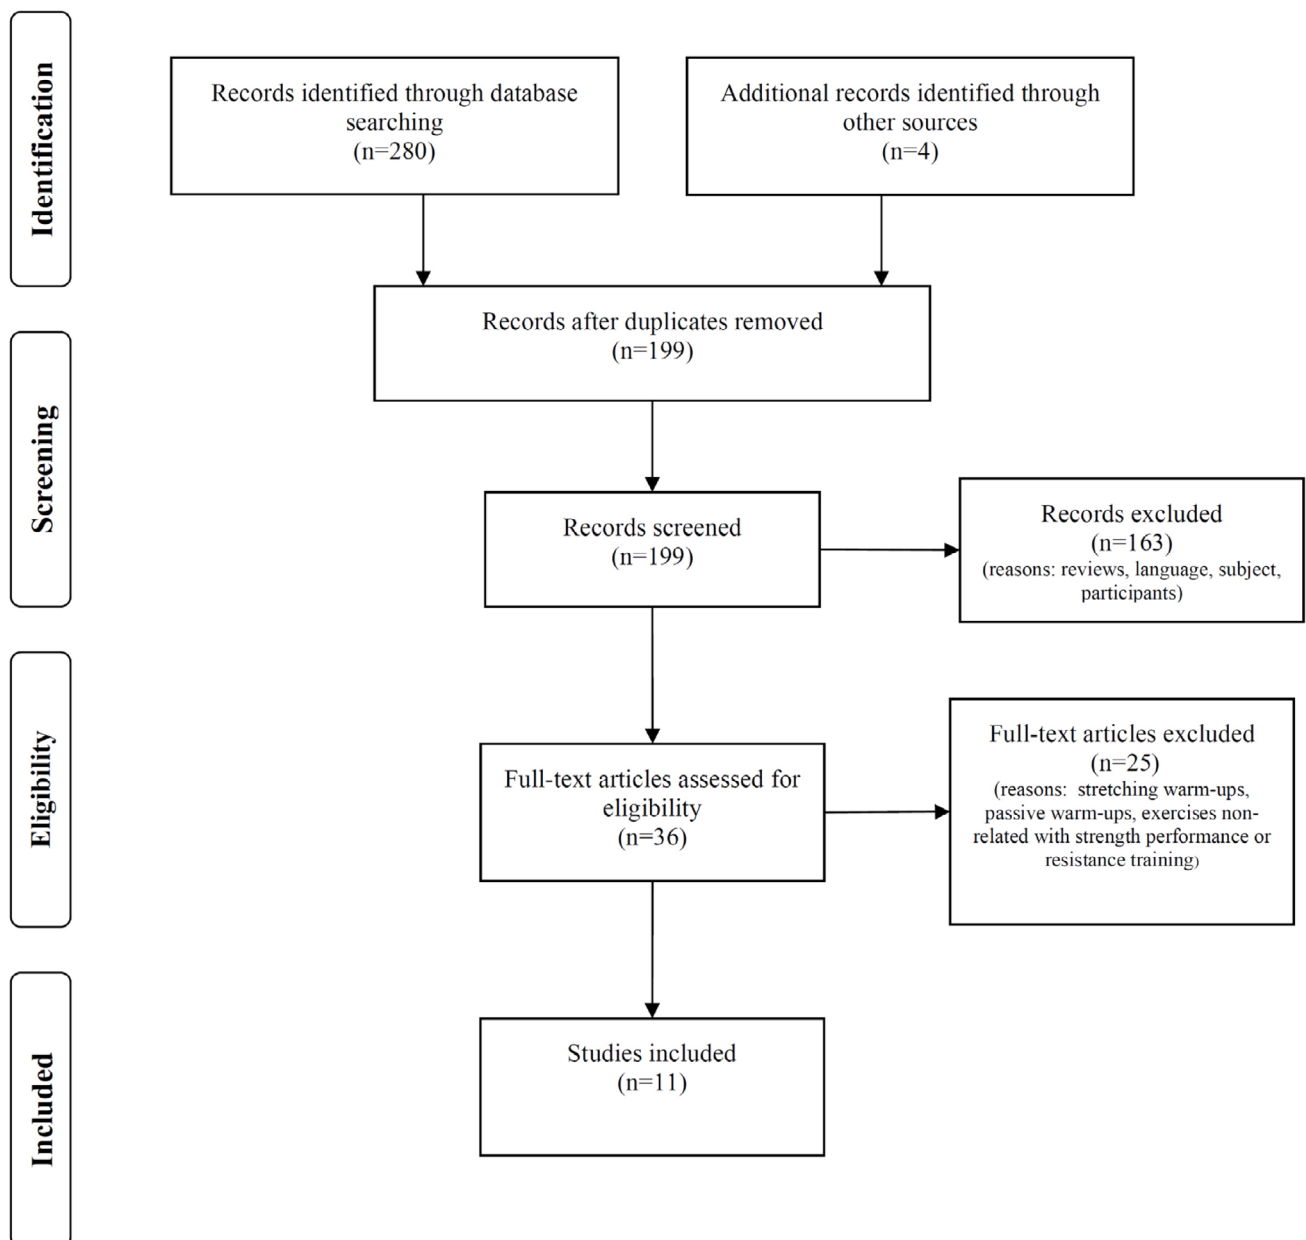 Identification
Records identified through database
searching
(n=280)
Additional records identified through
other sources
(n=4)
Records after duplicates removed
(n=199)
Screening
Records screened
(n=199)
Records excluded
(n=163)
(reasons: reviews, language, subject,
participants)
Eligibility
Full-text articles assessed for
eligibility
(n=36)
Full-text articles excluded
(n=25)
(reasons: stretching warm-ups,
passive warm-ups, exercises non-
related with strength performance or
resistance training)
Included
Studies included
(n=11)